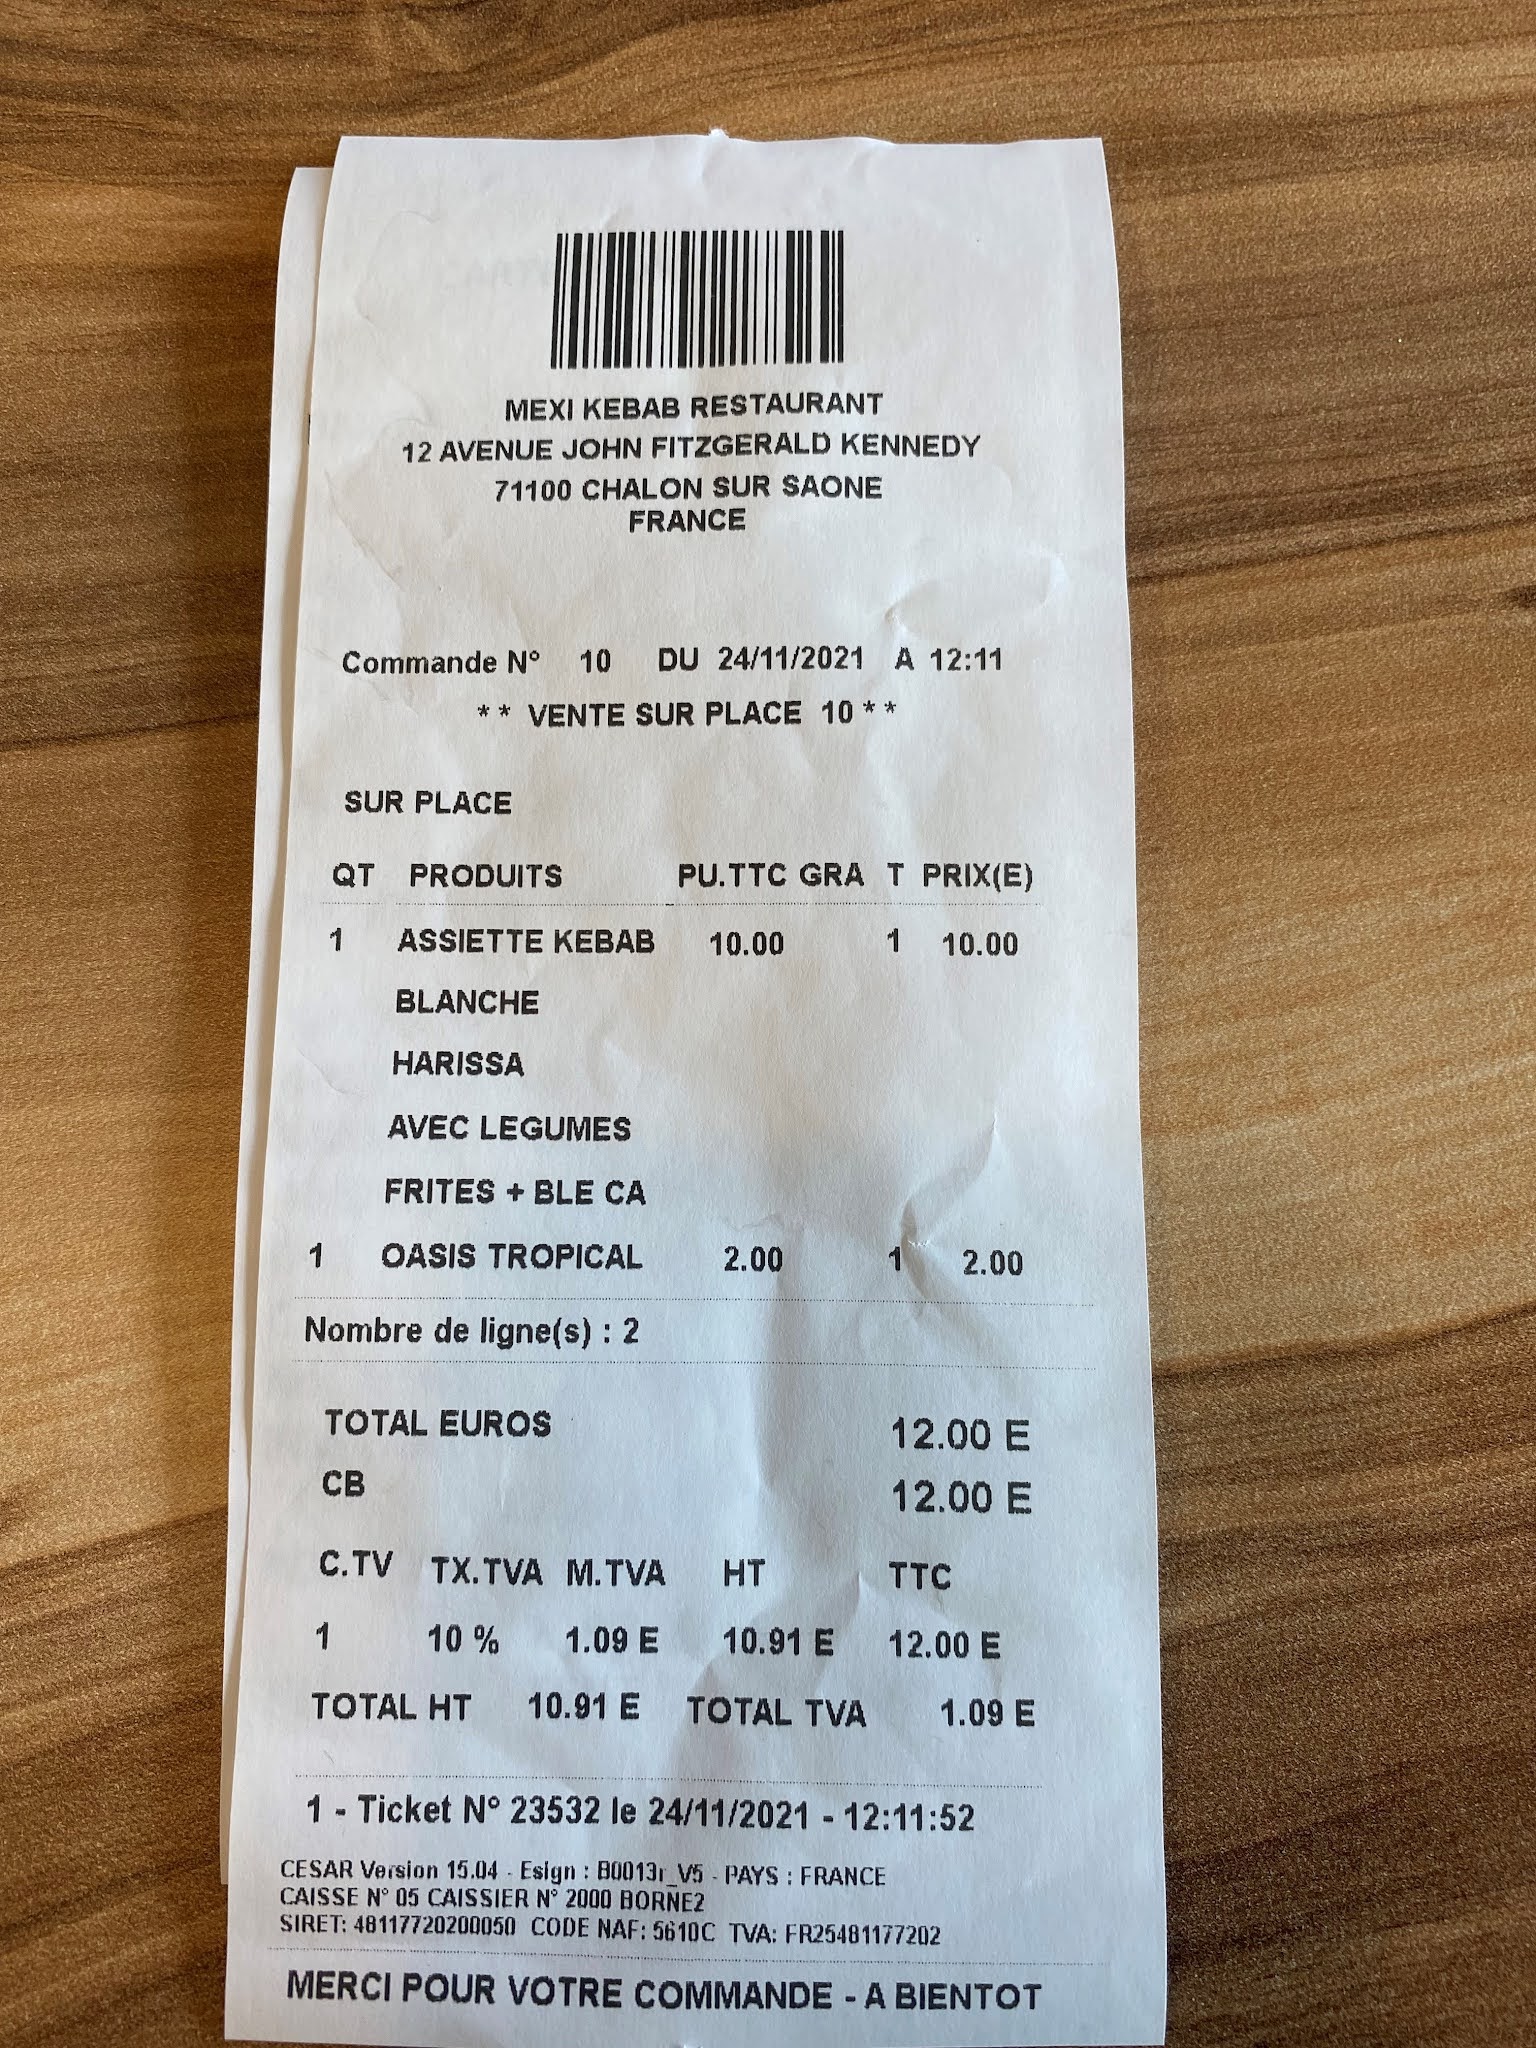 MEXI KEBAB RESTAURANT
12 AVENUE JOHN FITZGERALD KENNEDY
71100 CHALON SUR SAONE
FRANCE
Commande N° 10 DU 24/11/2021 A 12:11
** VENTE SUR PLACE 10 **
SUR PLACE
QT PRODUITS PU.TTC GRA T PRIX(E)
1 ASSIETTE KEBAB 10.00 1 10.00
BLANCHE
HARISSA
AVEC LEGUMES
FRITES + BLE CA
1 OASIS TROPICAL 2.00 1 2.00
Nombre de ligne(s) : 2
TOTAL EUROS 12.00 E
CB 12.00 E
C.TV TX.TVA M.TVA HT TTC
1 10 % 1.09 E 10.91 E 12.00 E
TOTAL HT 10.91 E TOTAL TVA 1.09 E
1 - Ticket N° 23532 le 24/11/2021 - 12:11:52
CESAR Version 15.04 - Esign : B0013r_V5 - PAYS : FRANCE
CAISSE N° 05 CAISSIER N° 2000 BORNE2
SIRET: 48117720200050 CODE NAF: 5610C TVA: FR25481177202
MERCI POUR VOTRE COMMANDE - A BIENTOT